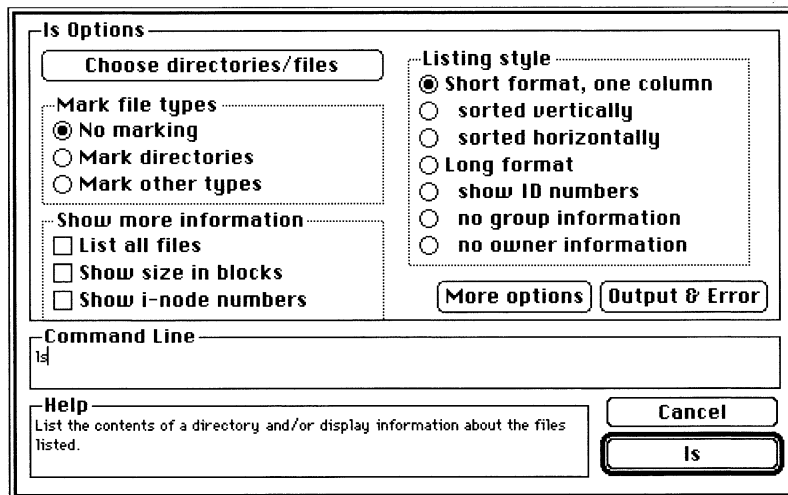 ls Options
Choose directories/files
Mark file types
No marking
Mark directories
Mark other types
Show more information
List all files
Show size in blocks
Show i-node numbers
Listing style
Short format, one column
sorted vertically
sorted horizontally
Long format
show ID numbers
no group information
no owner information
More options
Output & Error
Command Line
ls
Help
List the contents of a directory and/or display information about the files
listed.
Cancel
ls